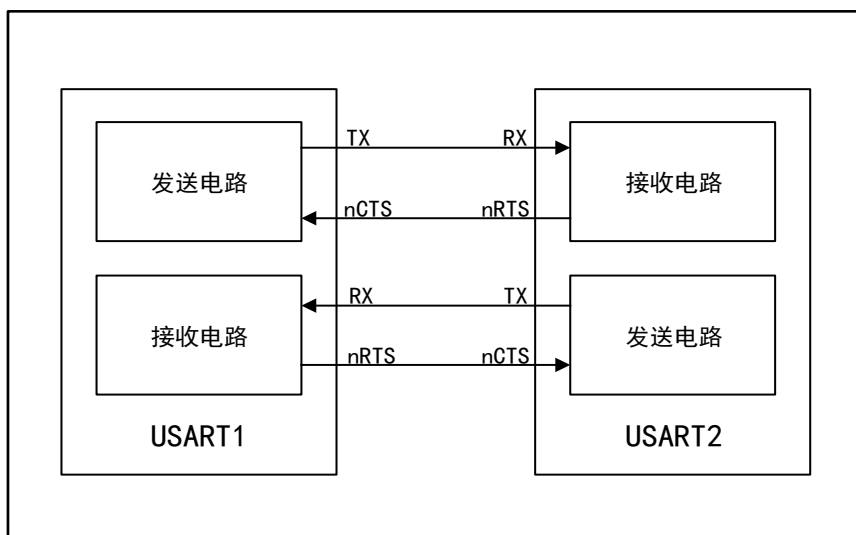 TX RX
发送电路 接收电路
nCTS nRTS
RX TX
接收电路 发送电路
nRTS nCTS
USART1 USART2